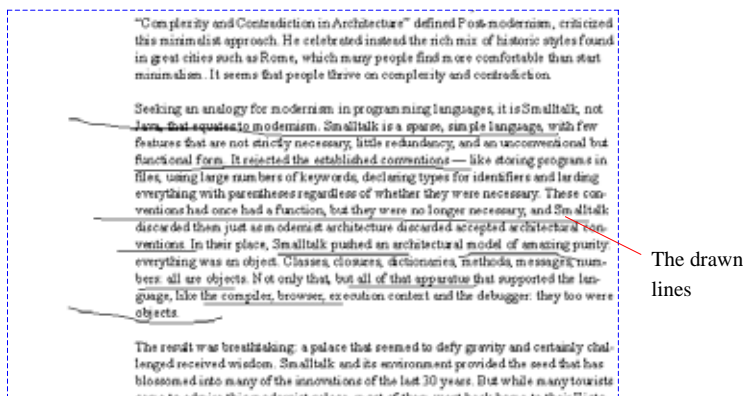 “Complexity and Contradiction in Architecture” defined Post-modernism, criticized
this minimalist approach. He celebrated instead the rich mix of historic styles found
in great cities such as Rome, which many people find more comfortable than start
minimalism. It seems that people thrive on complexity and contradiction.
Seeking an analogy for modernism in programming languages, it is Smalltalk, not
Java, that equates to modernism. Smalltalk is a sparse, simple language, with few
features that are not strictly necessary, little redundancy, and an unconventional but
functional form. It rejected the established conventions — like storing programs in
files, using large numbers of keywords, declaring types for identifiers and larding
everything with parentheses regardless of whether they were necessary. These con-
ventions had once had a function, but they were no longer necessary, and Smalltalk
discarded them just as modernist architecture discarded accepted architectural con-
ventions. In their place, Smalltalk pushed an architectural model of amazing purity:
everything was an object. Classes, closures, dictionaries, methods, messages, num-
bers: all are objects. Not only that, but all of that apparatus that supported the lan-
guage, like the compiler, browser, execution context and the debugger: they too were
objects.
The drawn
lines
The result was breathtaking: a palace that seemed to defy gravity and certainly chal-
lenged received wisdom. Smalltalk and its environment provided the seed that has
blossomed into many of the innovations of the last 30 years. But while many tourists